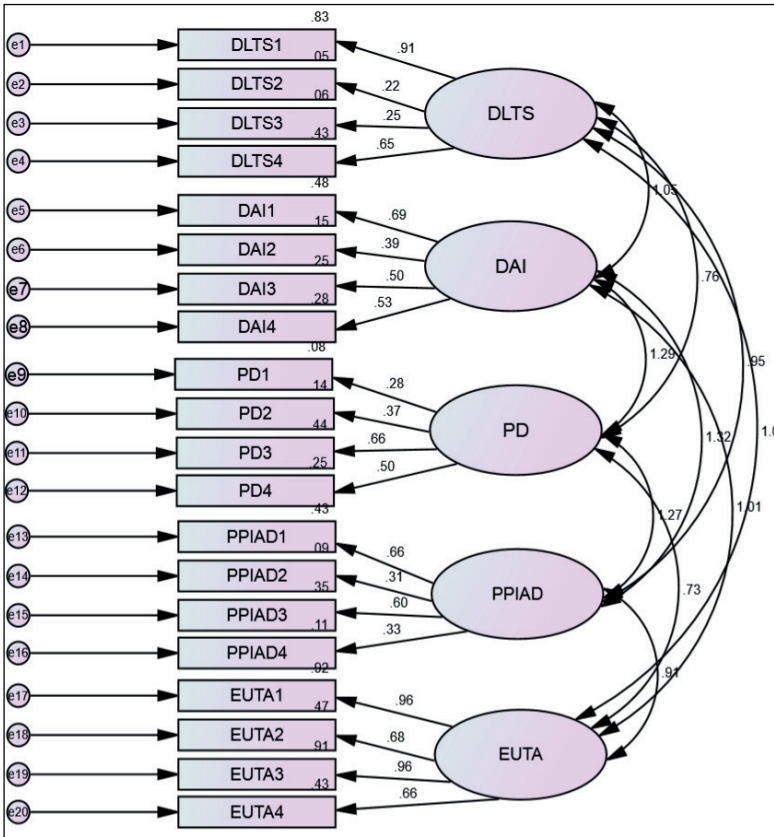 .83
e1 DLTS1 .91
.05
e2 DLTS2 .22
.06
e3 DLTS3 .25
.43
e4 DLTS4 .65
DLTS
.48
e5 DAI1 .69
.15
e6 DAI2 .39
.25
e7 DAI3 .50
.28
e8 DAI4 .53
DAI
.08
e9 PD1 .28
.14
e10 PD2 .37
.44
e11 PD3 .66
.25
e12 PD4 .50
PD
.43
e13 PPIAD1 .66
.09
e14 PPIAD2 .31
.35
e15 PPIAD3 .60
.11
e16 PPIAD4 .33
PPIAD
.92
e17 EUTA1 .96
.47
e18 EUTA2 .68
.91
e19 EUTA3 .96
.43
e20 EUTA4 .66
EUTA
1.05
.76
1.29
.95
1.32
1.01
1.27
.73
.91